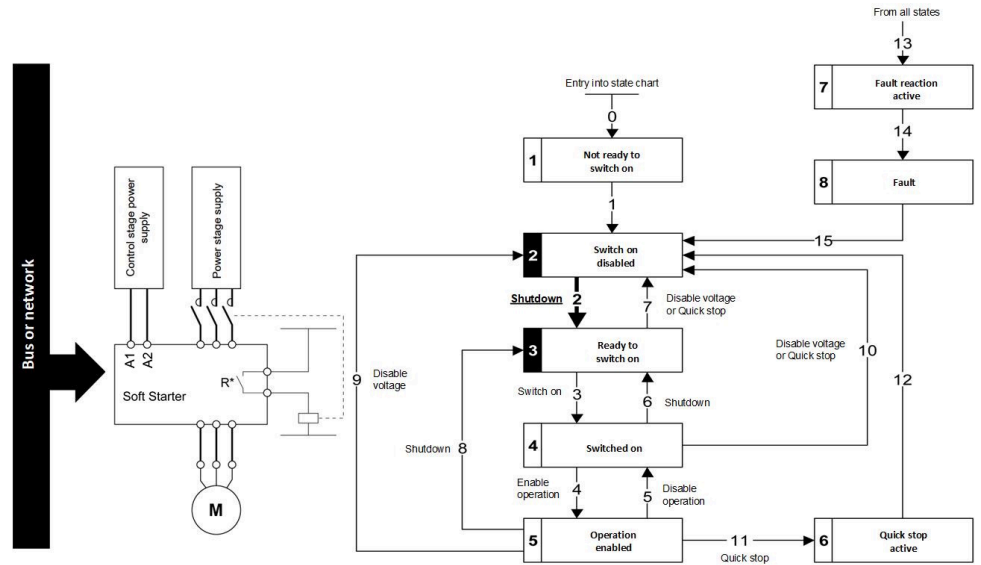 From all states
13
7
Fault reaction
active
14
8
Fault
15
Entry into state chart
0
1
Not ready to
switch on
1
2
Switch on
disabled
Shutdown 2
7
Disable voltage
or Quick stop
3
Ready to
switch on
Switch on 3
6 Shutdown
4
Switched on
Enable
operation
4
5
Disable
operation
5
Operation
enabled
11
Quick stop
6
Quick stop
active
Disable voltage
or Quick stop
10
12
9
Disable
voltage
Shutdown 8
Bus or network
Control stage power
supply
Power stage supply
A1
A2
R*
Soft Starter
M